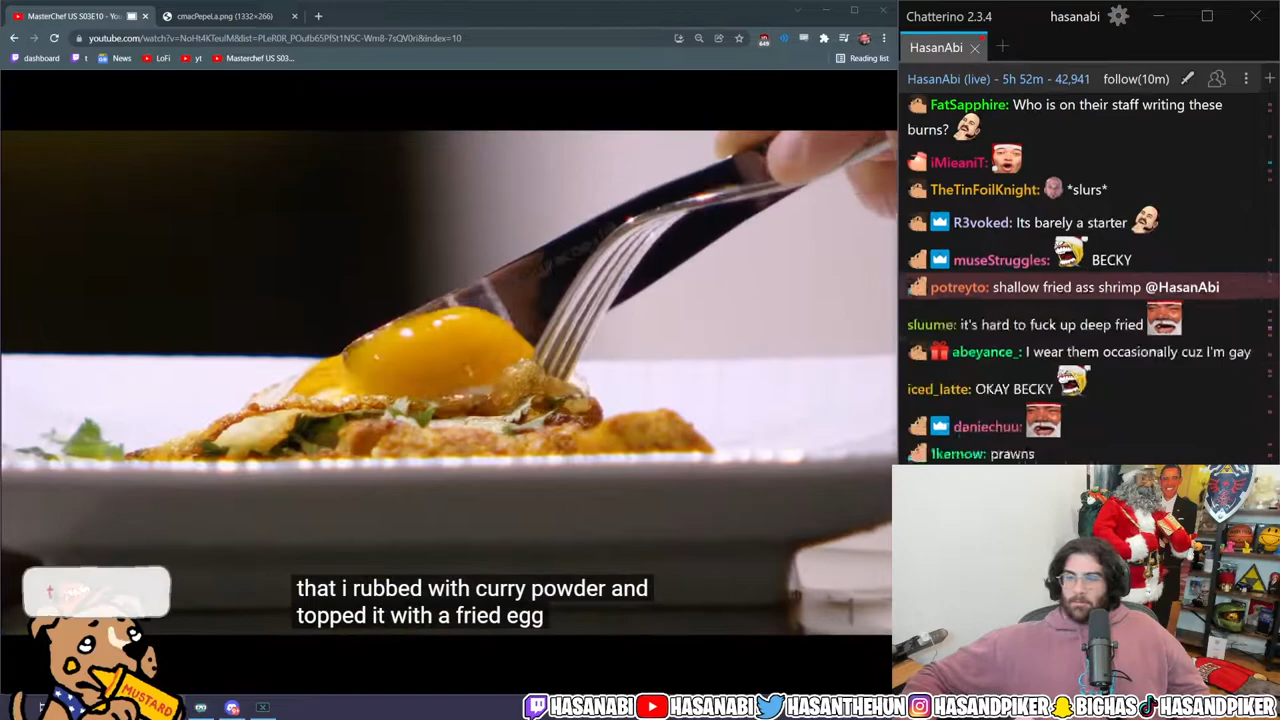 MasterChef US S03E10 - You
cmacPepeLa.png (1332×266)
youtube.com/watch?v=NoHt4KTeuIM&list=PLeR0R_POufb65PfSt1N5C-Wm8-7sQV0ri&index=10
dashboard
t
News
LoFi
yt
Masterchef US S03...
Reading list
that i rubbed with curry powder and
topped it with a fried egg
MUSTARD
Chatterino 2.3.4
hasanabi
HasanAbi
HasanAbi (live) - 5h 52m - 42,941
follow(10m)
FatSapphire: Who is on their staff writing these
burns?
iMieaniT:
TheTinFoilKnight: *slurs*
R3voked: Its barely a starter
museStruggles: BECKY
potreyto: shallow fried ass shrimp @HasanAbi
sluume: it's hard to fuck up deep fried
abeyance_: I wear them occasionally cuz I'm gay
iced_latte: OKAY BECKY
daniechuu:
1kernow: prawns
HASANABI HASANABI HASANTHEHUN HASANDPIKER BIGHAS HASANDPIKER